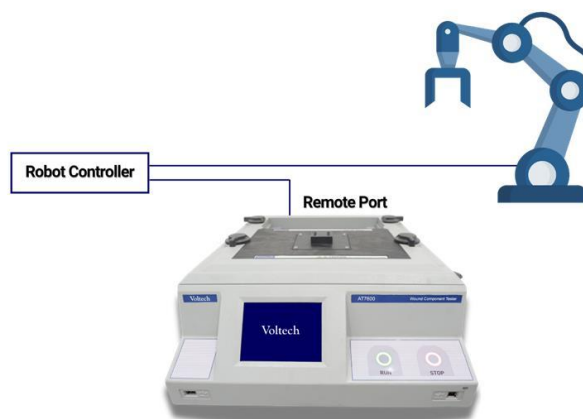 Robot Controller
Remote Port
Voltech
AT7600
Wound Component Tester
Voltech
RUN
STOP